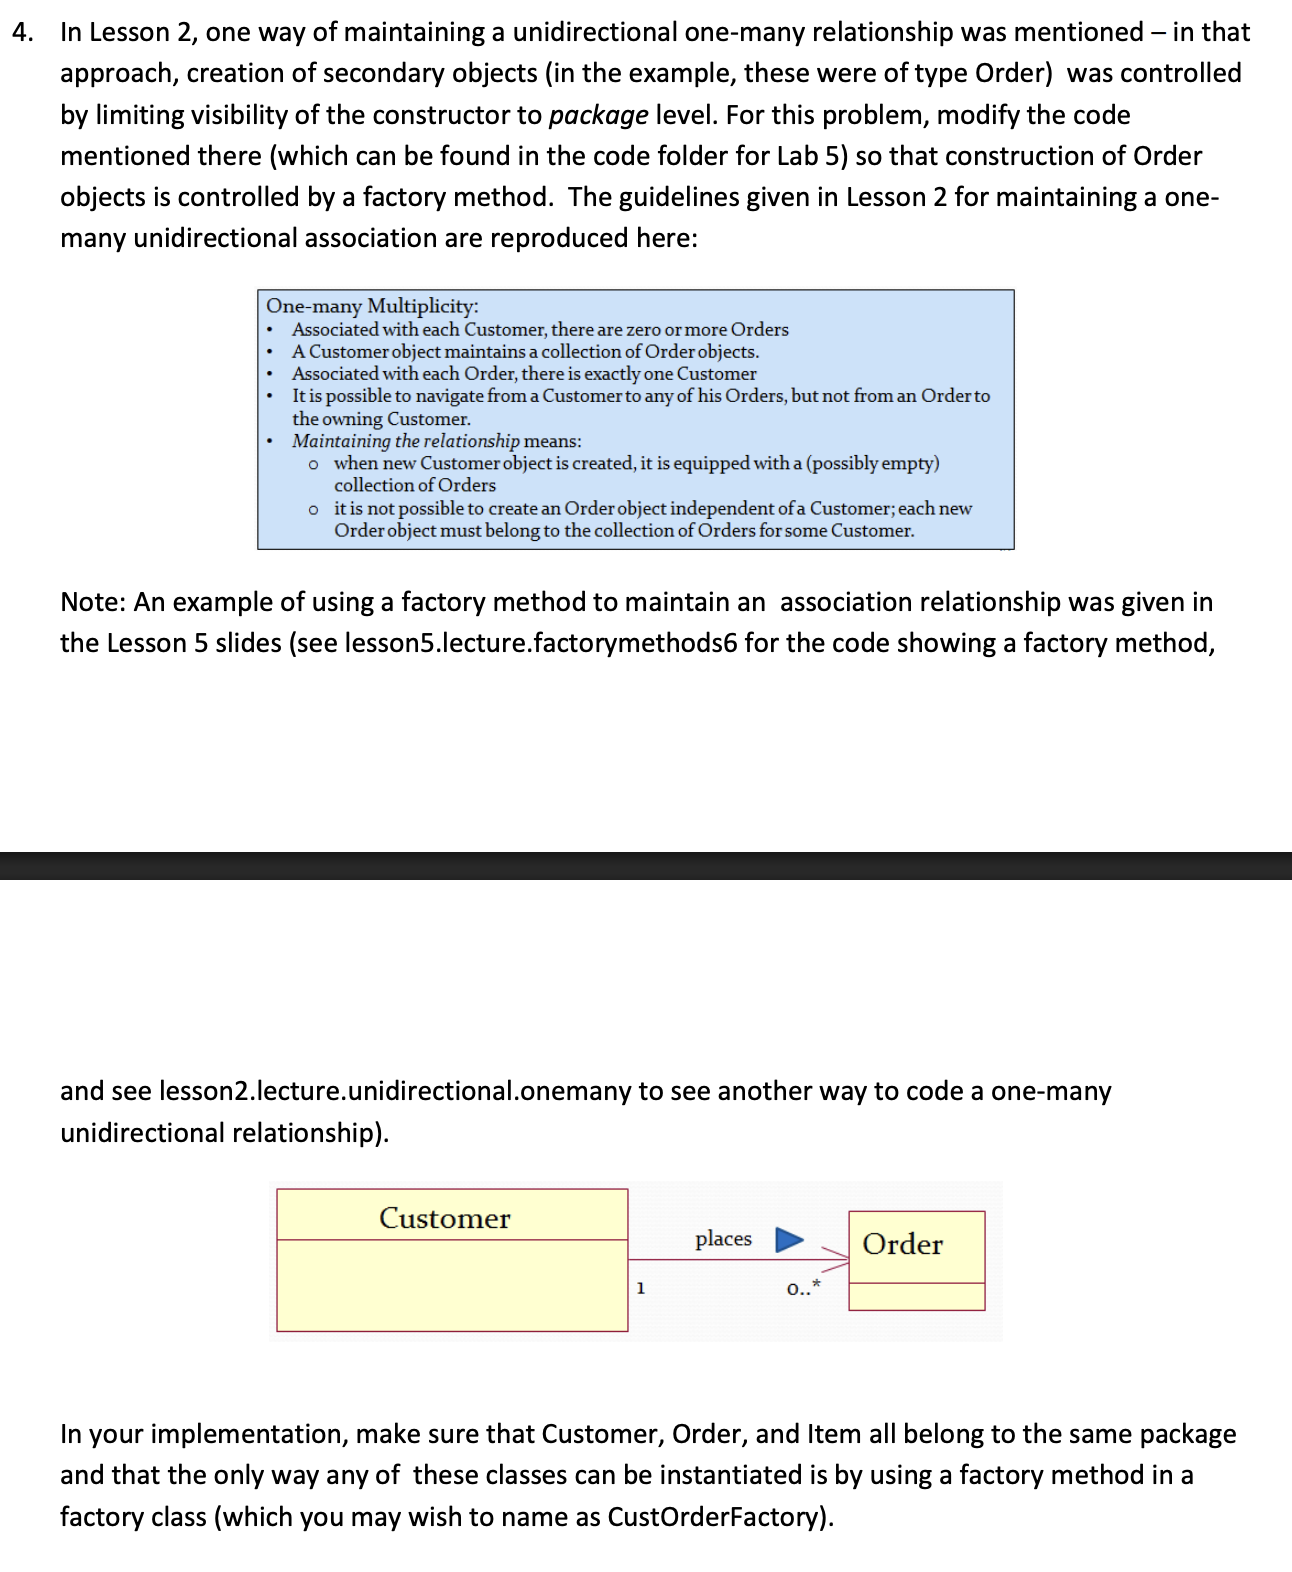 4. In Lesson 2, one way of maintaining a unidirectional one-many relationship was mentioned – in that
approach, creation of secondary objects (in the example, these were of type Order)  was controlled
by limiting visibility of the constructor to package level. For this problem, modify the code
mentioned there (which can be found in the code folder for Lab 5) so that construction of Order
objects is controlled by a factory method.  The guidelines given in Lesson 2 for maintaining a one-
many unidirectional association are reproduced here:
One-many Multiplicity:
• Associated with each Customer, there are zero or more Orders
• A Customer object maintains a collection of Order objects.
• Associated with each Order, there is exactly one Customer
• It is possible to navigate from a Customer to any of his Orders, but not from an Order to
the owning Customer.
• Maintaining the relationship means:
o when new Customer object is created, it is equipped with a (possibly empty)
collection of Orders
o it is not possible to create an Order object independent of a Customer; each new
Order object must belong to the collection of Orders for some Customer.
Note: An example of using a factory method to maintain an  association relationship was given in
the Lesson 5 slides (see lesson5.lecture.factorymethods6 for the code showing a factory method,
and see lesson2.lecture.unidirectional.onemany to see another way to code a one-many
unidirectional relationship).
Customer
places
Order
1
0..*
In your implementation, make sure that Customer, Order, and Item all belong to the same package
and that the only way any of  these classes can be instantiated is by using a factory method in a
factory class (which you may wish to name as CustOrderFactory).